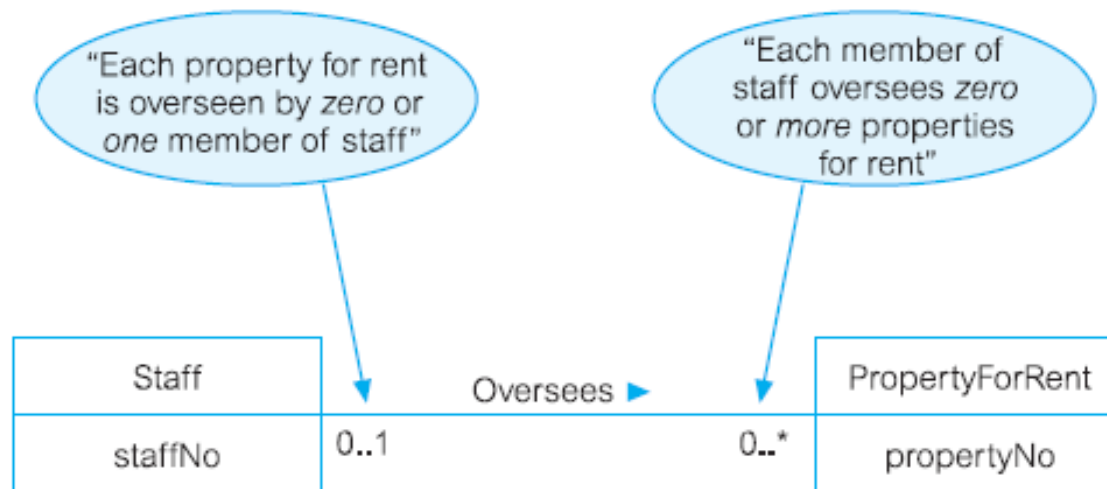 “Each property for rent
is overseen by zero or
one member of staff”
“Each member of
staff oversees zero
or more properties
for rent”
Staff
Oversees ►
PropertyForRent
staffNo
0..1
0..*
propertyNo